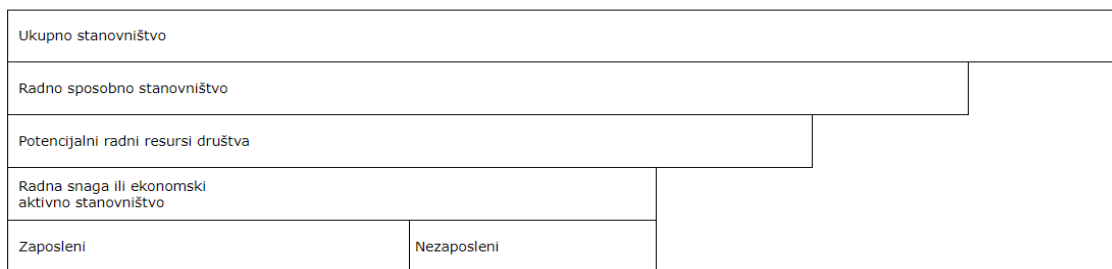 Ukupno stanovništvo
Radno sposobno stanovništvo
Potencijalni radni resursi društva
Radna snaga ili ekonomski
aktivno stanovništvo
Zaposleni
Nezaposleni